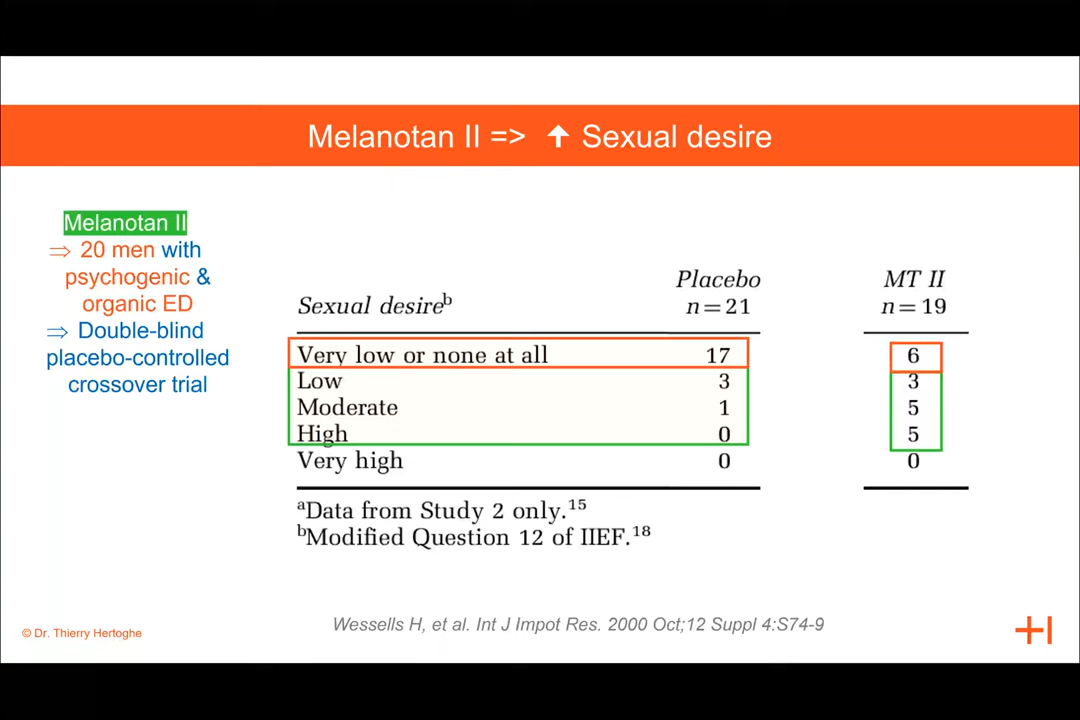 Melanotan II => ⬆ Sexual desire
Melanotan II
⇒ 20 men with
psychogenic &
organic ED
⇒ Double-blind
placebo-controlled
crossover trial
Placebo MT II
Sexual desireᵇ n=21 n=19
Very low or none at all 17 6
Low 3 3
Moderate 1 5
High 0 5
Very high 0 0
ᵃData from Study 2 only.¹⁵
ᵇModified Question 12 of IIEF.¹⁸
Wessells H, et al. Int J Impot Res. 2000 Oct;12 Suppl 4:S74-9
© Dr. Thierry Hertoghe